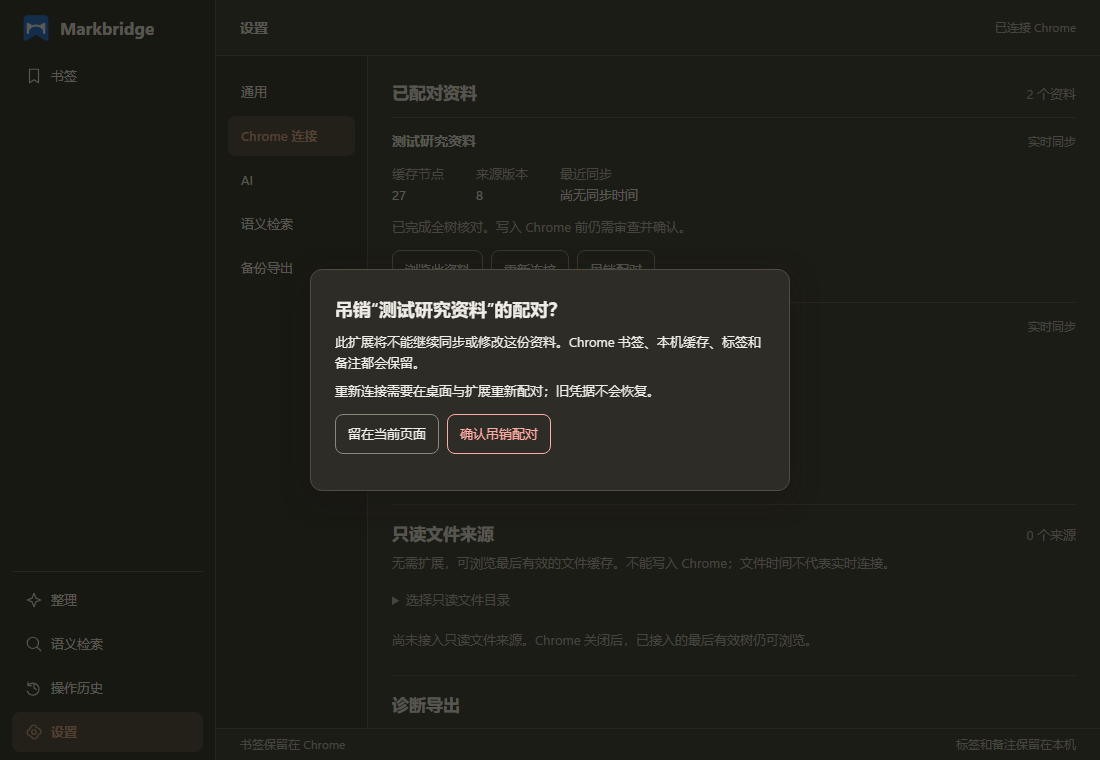 Markbridge
书签
整理
语义检索
操作历史
设置
设置
已连接 Chrome
通用
Chrome 连接
AI
语义检索
备份导出
已配对资料
2 个资料
测试研究资料
实时同步
缓存节点 来源版本 最近同步
27 8 尚无同步时间
已完成全树核对。写入 Chrome 前仍需审查并确认。
浏览此资料 重新连接 吊销配对
实时同步
吊销“测试研究资料”的配对？
此扩展将不能继续同步或修改这份资料。Chrome 书签、本机缓存、标签和
备注都会保留。
重新连接需要在桌面与扩展重新配对；旧凭据不会恢复。
留在当前页面 确认吊销配对
只读文件来源
0 个来源
无需扩展，可浏览最后有效的文件缓存。不能写入 Chrome；文件时间不代表实时连接。
选择只读文件目录
尚未接入只读文件来源。Chrome 关闭后，已接入的最后有效树仍可浏览。
诊断导出
书签保留在 Chrome
标签和备注保留在本机